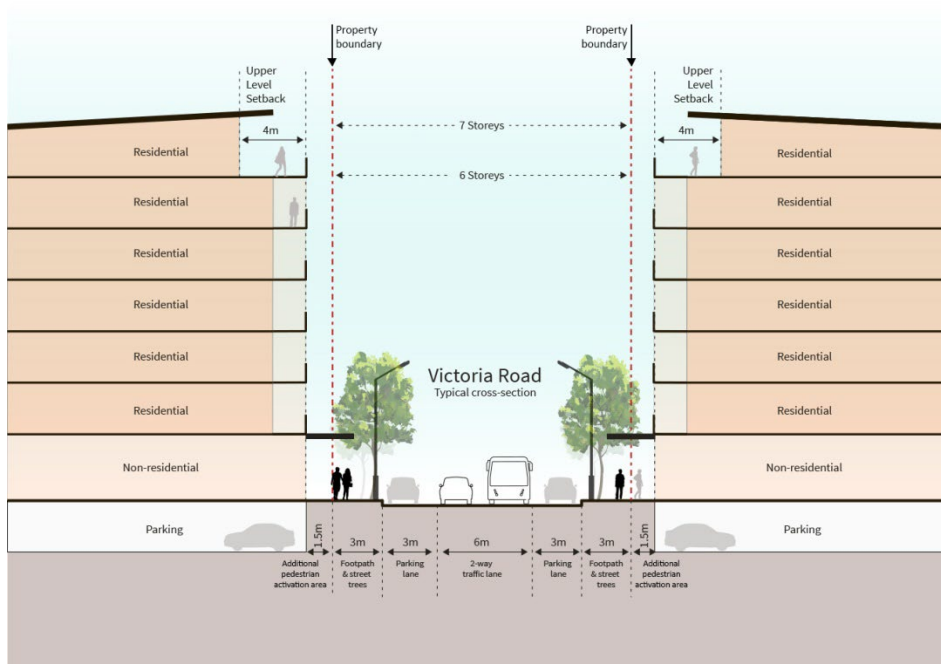 Property
boundary
Property
boundary
Upper
Level
Setback
Upper
Level
Setback
4m
7 Storeys
4m
Residential
Residential
6 Storeys
Residential
Residential
Residential
Residential
Residential
Residential
Residential
Residential
Victoria Road
Typical cross-section
Residential
Residential
Non-residential
Non-residential
Parking
1.5m
3m
3m
6m
3m
3m
1.5m
Parking
Additional
pedestrian
activation area
Footpath
& street
trees
Parking
lane
2-way
traffic lane
Parking
lane
Footpath
& street
trees
Additional
pedestrian
activation area